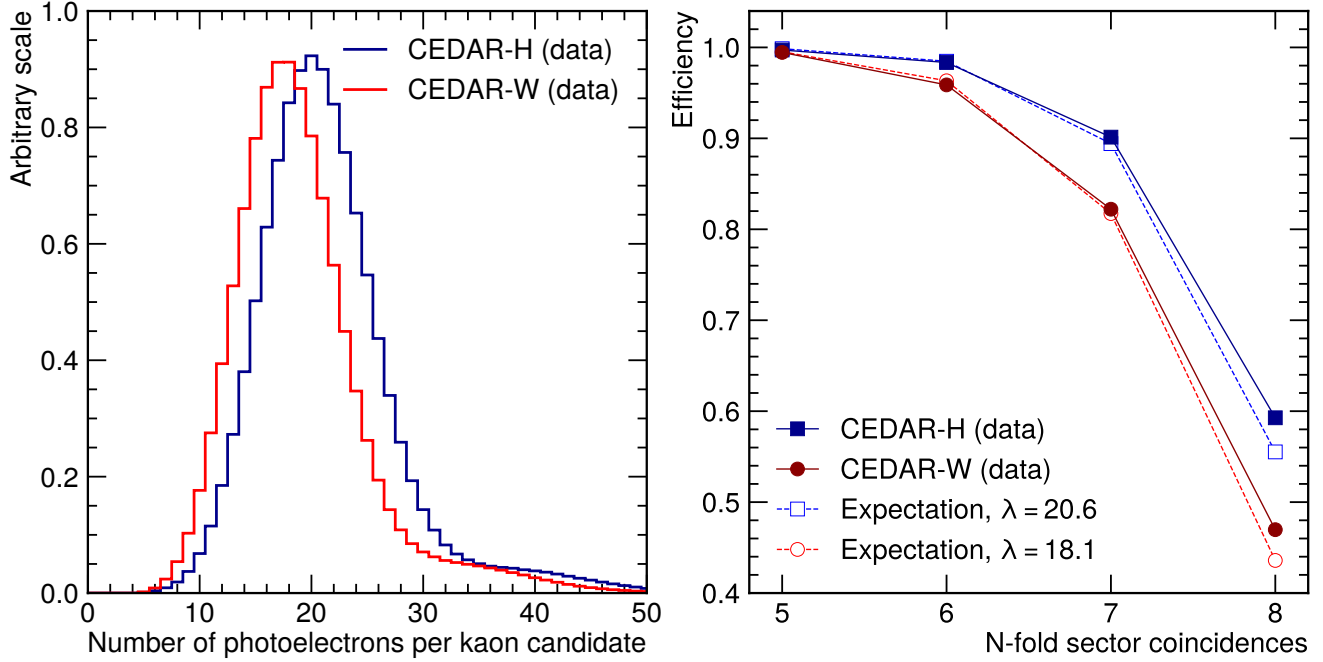 Arbitrary scale
1.0
0.8
0.6
0.4
0.2
0.0
CEDAR-H (data)
CEDAR-W (data)
0 10 20 30 40 50
Number of photoelectrons per kaon candidate
Efficiency
1.0
0.9
0.8
0.7
0.6
0.5
0.4
CEDAR-H (data)
CEDAR-W (data)
Expectation, λ = 20.6
Expectation, λ = 18.1
5 6 7 8
N-fold sector coincidences